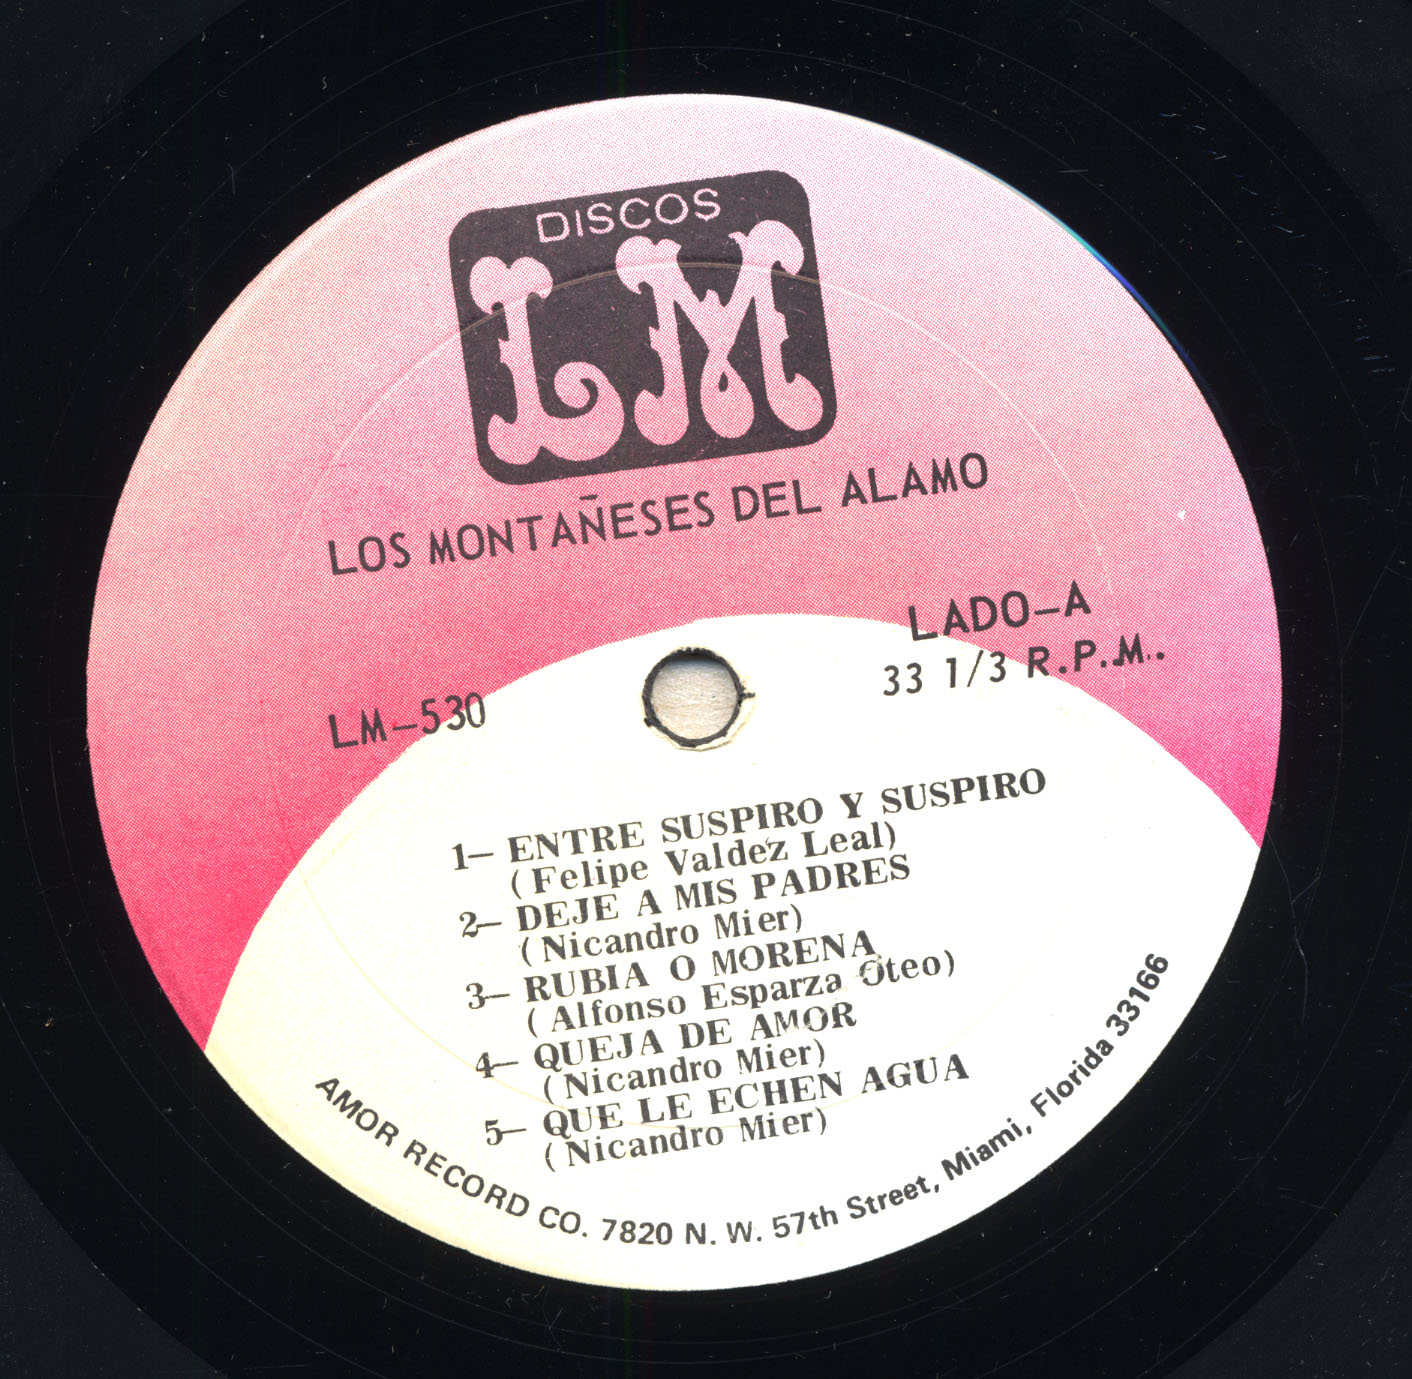 DISCOS
LM
LOS MONTAÑESES DEL ALAMO
LADO-A
33 1/3 R.P.M..
LM-530
1- ENTRE SUSPIRO Y SUSPIRO
(Felipe Valdéz Leal)
2- DEJE A MIS PADRES
(Nicandro Mier)
3- RUBIA O MORENA
(Alfonso Esparza Oteo)
4- QUEJA DE AMOR
(Nicandro Mier)
5- QUE LE ECHEN AGUA
(Nicandro Mier)
AMOR RECORD CO. 7820 N. W. 57th Street, Miami, Florida 33166